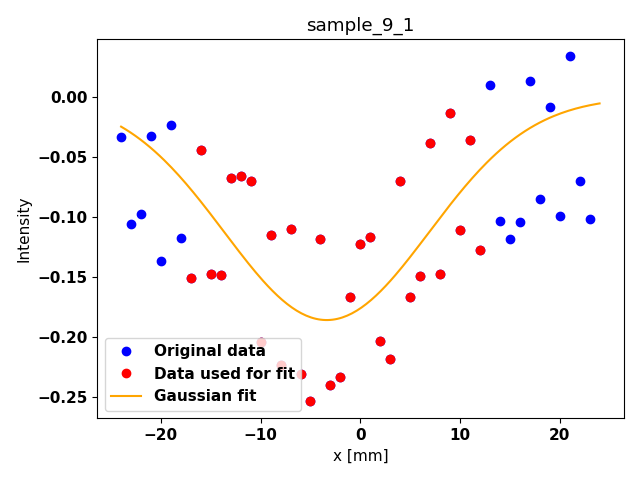 sample_9_1
Intensity
0.00
−0.05
−0.10
−0.15
−0.20
−0.25
Original data
Data used for fit
Gaussian fit
−20
−10
0
10
20
x [mm]